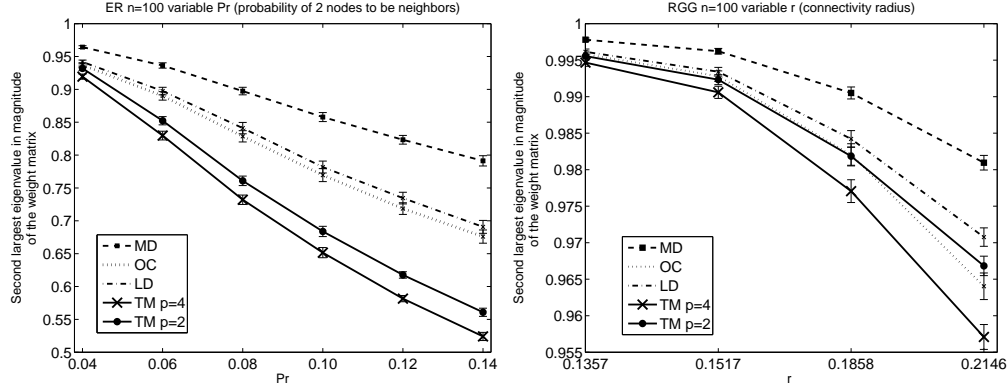 ER n=100 variable Pr (probability of 2 nodes to be neighbors)
Second largest eigenvalue in magnitude
of the weight matrix
1
0.95
0.9
0.85
0.8
0.75
0.7
0.65
0.6
0.55
0.5
MD
OC
LD
TM p=4
TM p=2
0.04
0.06
0.08
0.10
0.12
0.14
Pr
RGG n=100 variable r (connectivity radius)
Second largest eigenvalue in magnitude
of the weight matrix
1
0.995
0.99
0.985
0.98
0.975
0.97
0.965
0.96
0.955
MD
OC
LD
TM p=4
TM p=2
0.1357
0.1517
0.1858
0.2146
r